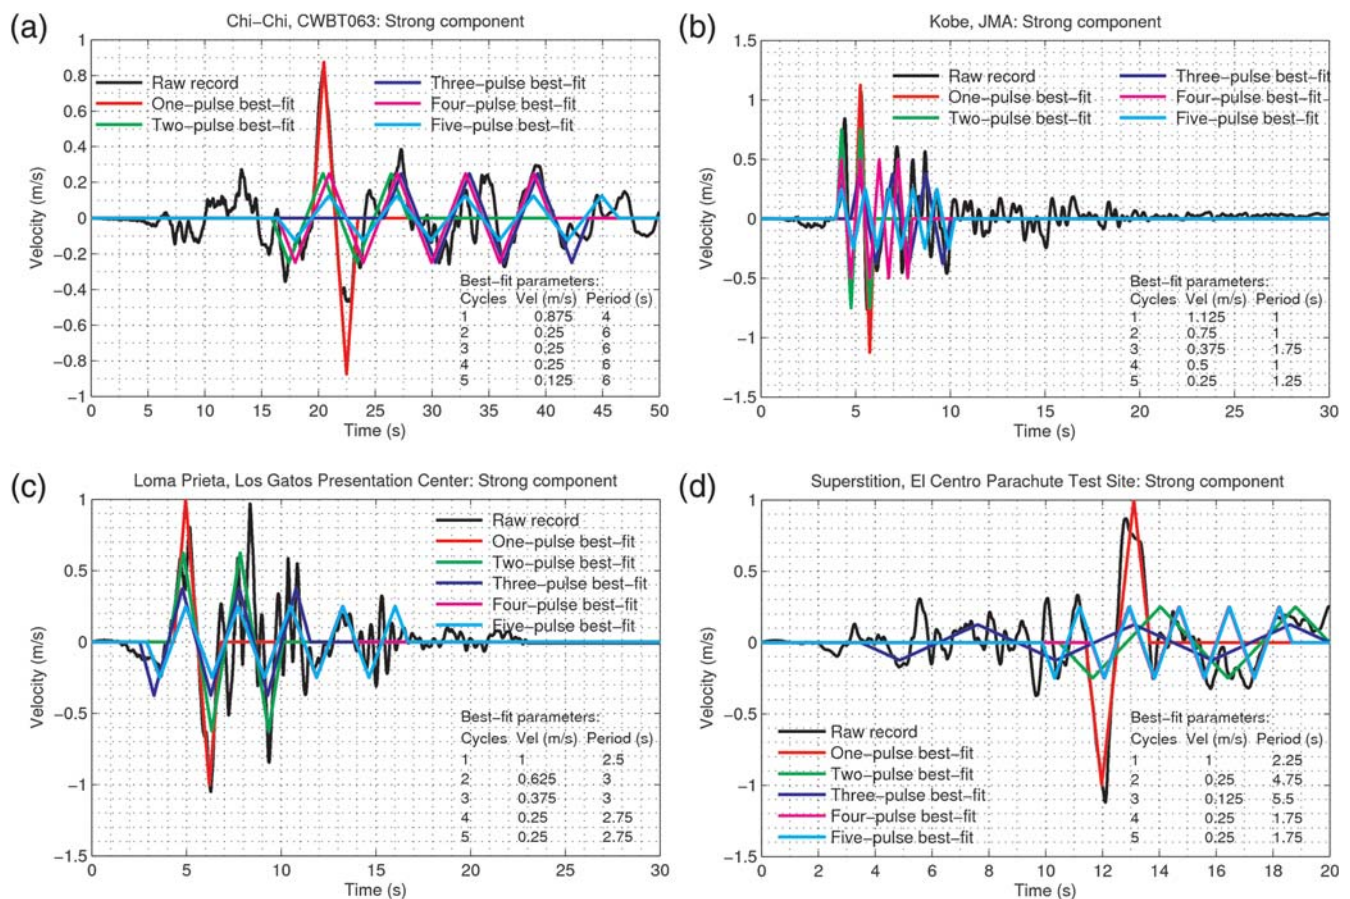 (a)
Chi–Chi, CWBT063: Strong component
1
0.8
0.6
0.4
0.2
0
−0.2
−0.4
−0.6
−0.8
−1
Velocity (m/s)
Raw record
One–pulse best–fit
Two–pulse best–fit
Three–pulse best–fit
Four–pulse best–fit
Five–pulse best–fit
Best–fit parameters:
Cycles Vel (m/s) Period (s)
1 0.875 4
2 0.25 6
3 0.25 6
4 0.25 6
5 0.125 6
0 5 10 15 20 25 30 35 40 45 50
Time (s)
(b)
Kobe, JMA: Strong component
1.5
1
0.5
0
−0.5
−1
−1.5
Velocity (m/s)
Raw record
One–pulse best–fit
Two–pulse best–fit
Three–pulse best–fit
Four–pulse best–fit
Five–pulse best–fit
Best–fit parameters:
Cycles Vel (m/s) Period (s)
1 1.125 1
2 0.75 1
3 0.375 1.75
4 0.5 1
5 0.25 1.25
0 5 10 15 20 25 30
Time (s)
(c)
Loma Prieta, Los Gatos Presentation Center: Strong component
1
0.5
0
−0.5
−1
−1.5
Velocity (m/s)
Raw record
One–pulse best–fit
Two–pulse best–fit
Three–pulse best–fit
Four–pulse best–fit
Five–pulse best–fit
Best–fit parameters:
Cycles Vel (m/s) Period (s)
1 1 2.5
2 0.625 3
3 0.375 3
4 0.25 2.75
5 0.25 2.75
0 5 10 15 20 25 30
Time (s)
(d)
Superstition, El Centro Parachute Test Site: Strong component
1
0.5
0
−0.5
−1
−1.5
Velocity (m/s)
Raw record
One–pulse best–fit
Two–pulse best–fit
Three–pulse best–fit
Four–pulse best–fit
Five–pulse best–fit
Best–fit parameters:
Cycles Vel (m/s) Period (s)
1 1 2.25
2 0.25 4.75
3 0.125 5.5
4 0.25 1.75
5 0.25 1.75
0 2 4 6 8 10 12 14 16 18 20
Time (s)